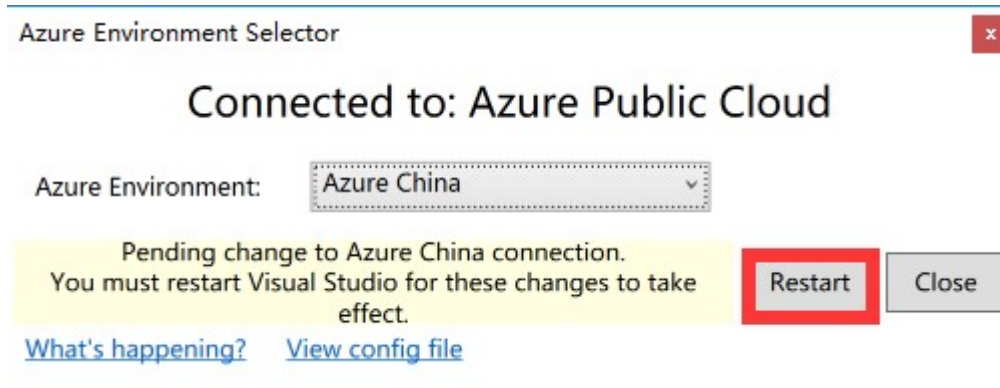 Azure Environment Selector
x
Connected to: Azure Public Cloud
Azure Environment: Azure China
Pending change to Azure China connection.
You must restart Visual Studio for these changes to take
effect.
Restart Close
What's happening? View config file